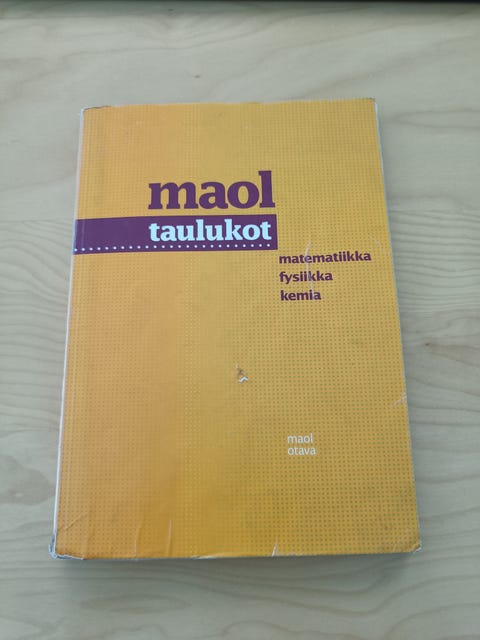 maol
taulukot
matematiikka
fysiikka
kemia
maol
otava